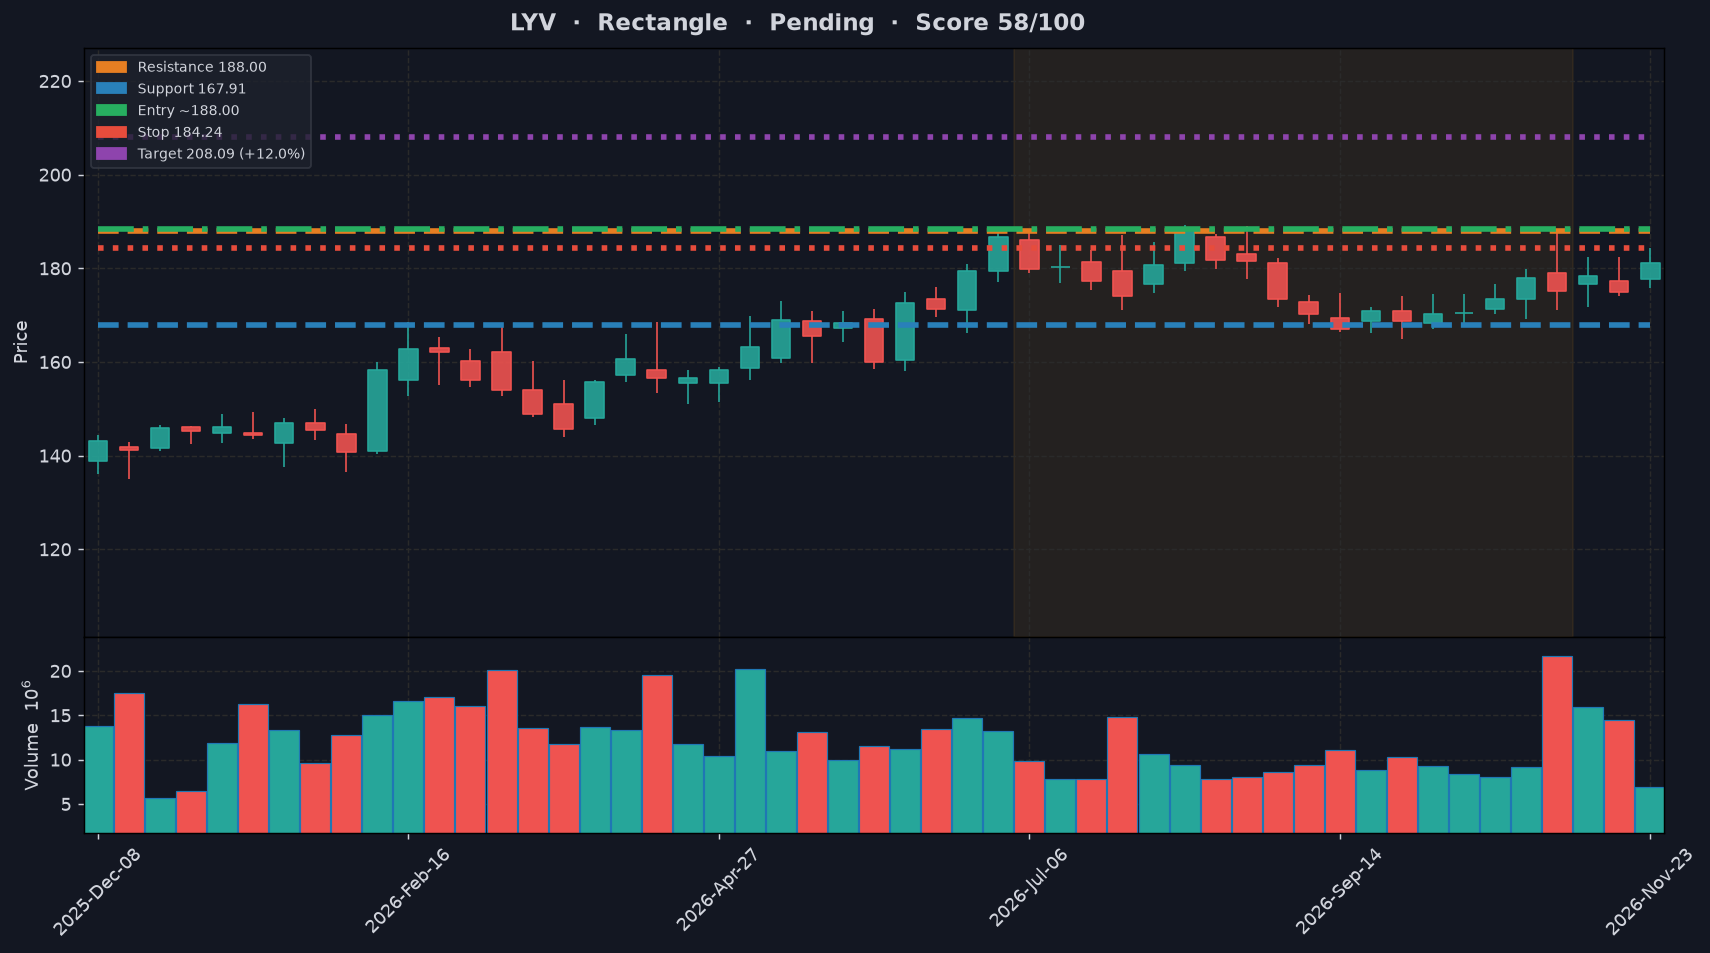 LYV · Rectangle · Pending · Score 58/100
Resistance 188.00
Support 167.91
Entry ~188.00
Stop 184.24
Target 208.09 (+12.0%)
Price
220
200
180
160
140
120
Volume 10⁶
20
15
10
5
2025-Dec-08
2026-Feb-16
2026-Apr-27
2026-Jul-06
2026-Sep-14
2026-Nov-23